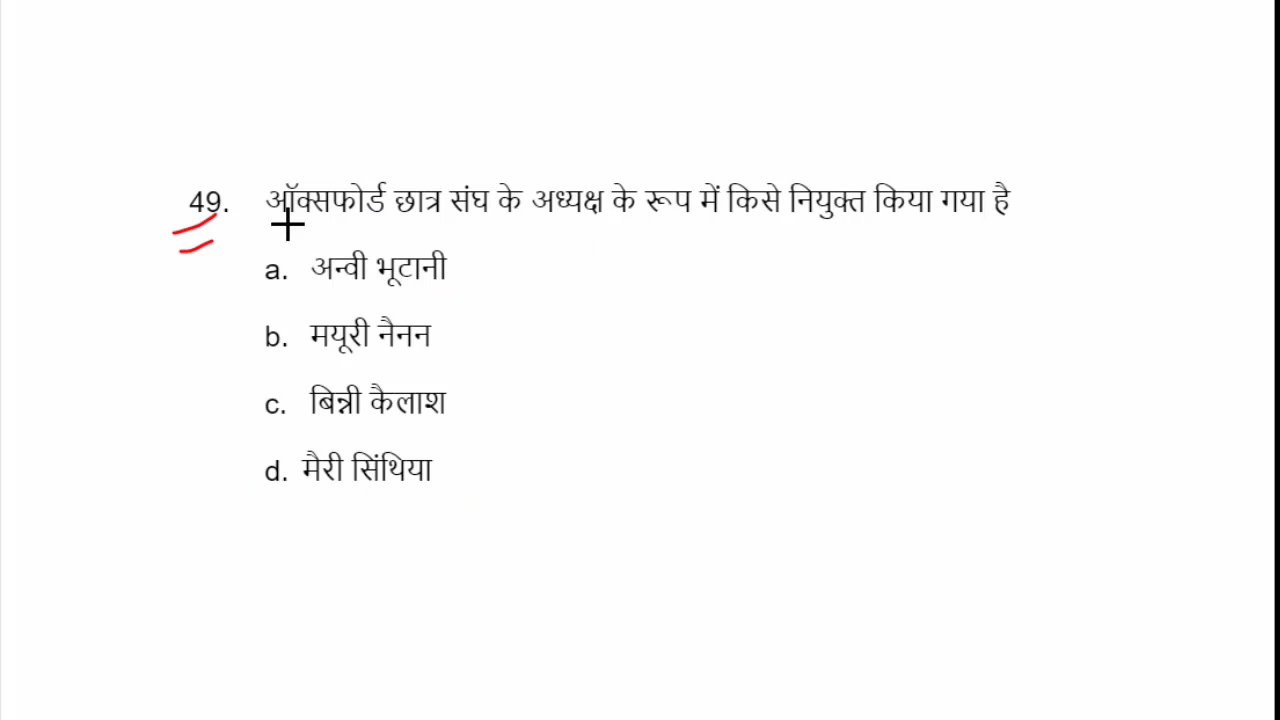 49. ऑक्सफोर्ड छात्र संघ के अध्यक्ष के रूप में किसे नियुक्त किया गया है
a. अन्वी भूटानी
b. मयूरी नैनन
c. बिन्नी कैलाश
d. मैरी सिंथिया